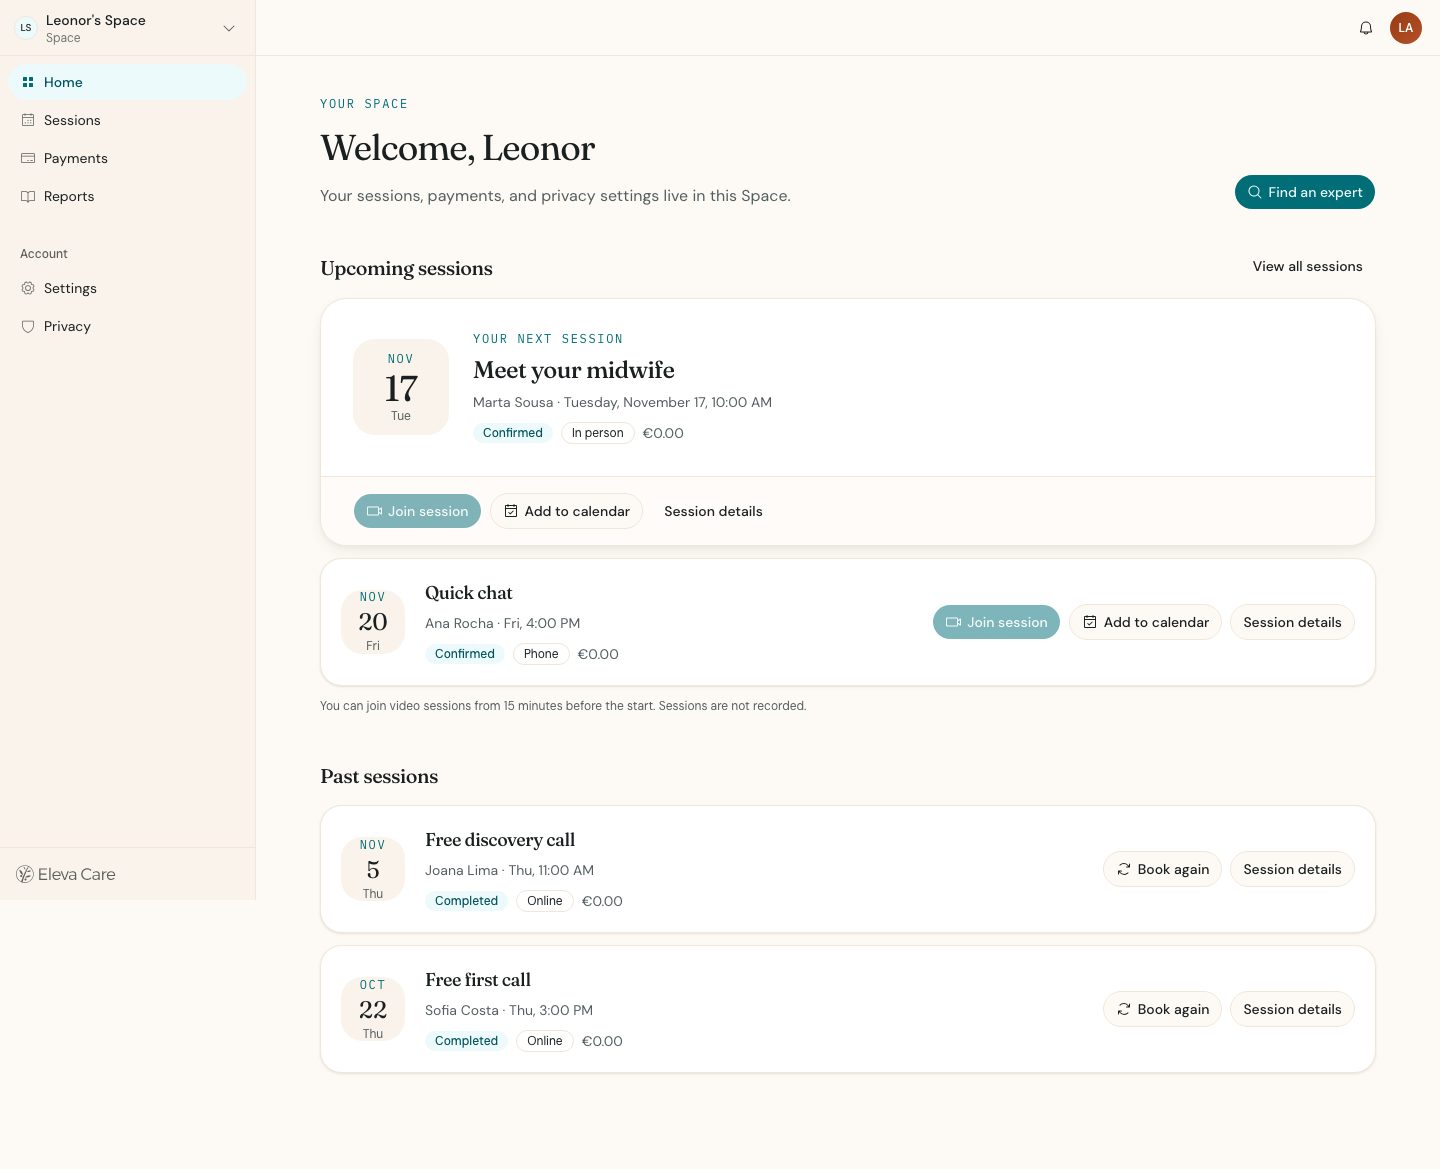 LS
Leonor's Space
Space
LA
Home
Sessions
Payments
Reports
Account
Settings
Privacy
Eleva Care
YOUR SPACE
Welcome, Leonor
Your sessions, payments, and privacy settings live in this Space.
Find an expert
Upcoming sessions
View all sessions
NOV
17
Tue
YOUR NEXT SESSION
Meet your midwife
Marta Sousa · Tuesday, November 17, 10:00 AM
Confirmed In person €0.00
Join session Add to calendar Session details
NOV
20
Fri
Quick chat
Ana Rocha · Fri, 4:00 PM
Confirmed Phone €0.00
Join session Add to calendar Session details
You can join video sessions from 15 minutes before the start. Sessions are not recorded.
Past sessions
NOV
5
Thu
Free discovery call
Joana Lima · Thu, 11:00 AM
Completed Online €0.00
Book again Session details
OCT
22
Thu
Free first call
Sofia Costa · Thu, 3:00 PM
Completed Online €0.00
Book again Session details